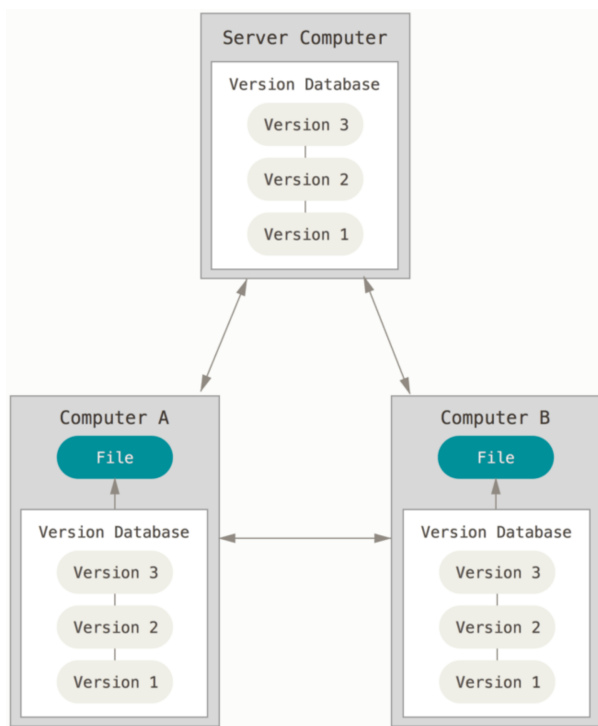 Server Computer
Version Database
Version 3
Version 2
Version 1
Computer A
File
Version Database
Version 3
Version 2
Version 1
Computer B
File
Version Database
Version 3
Version 2
Version 1